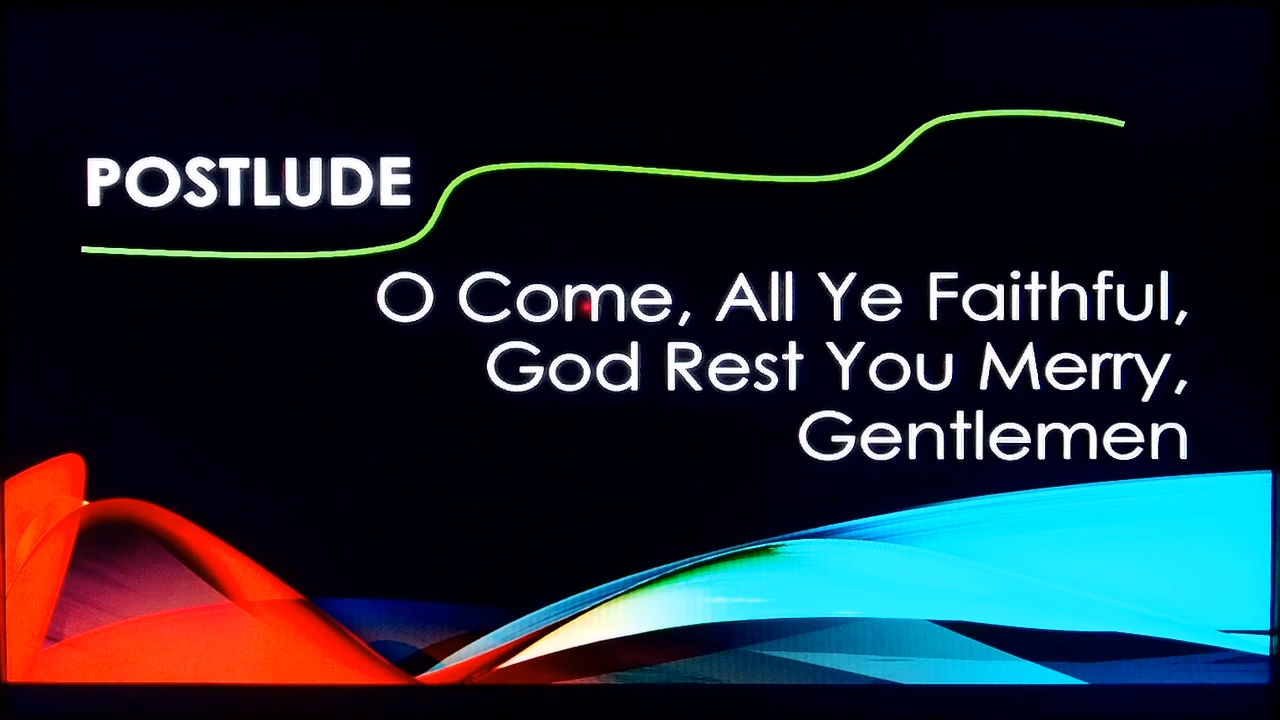 POSTLUDE
O Come, All Ye Faithful,
God Rest You Merry,
Gentlemen